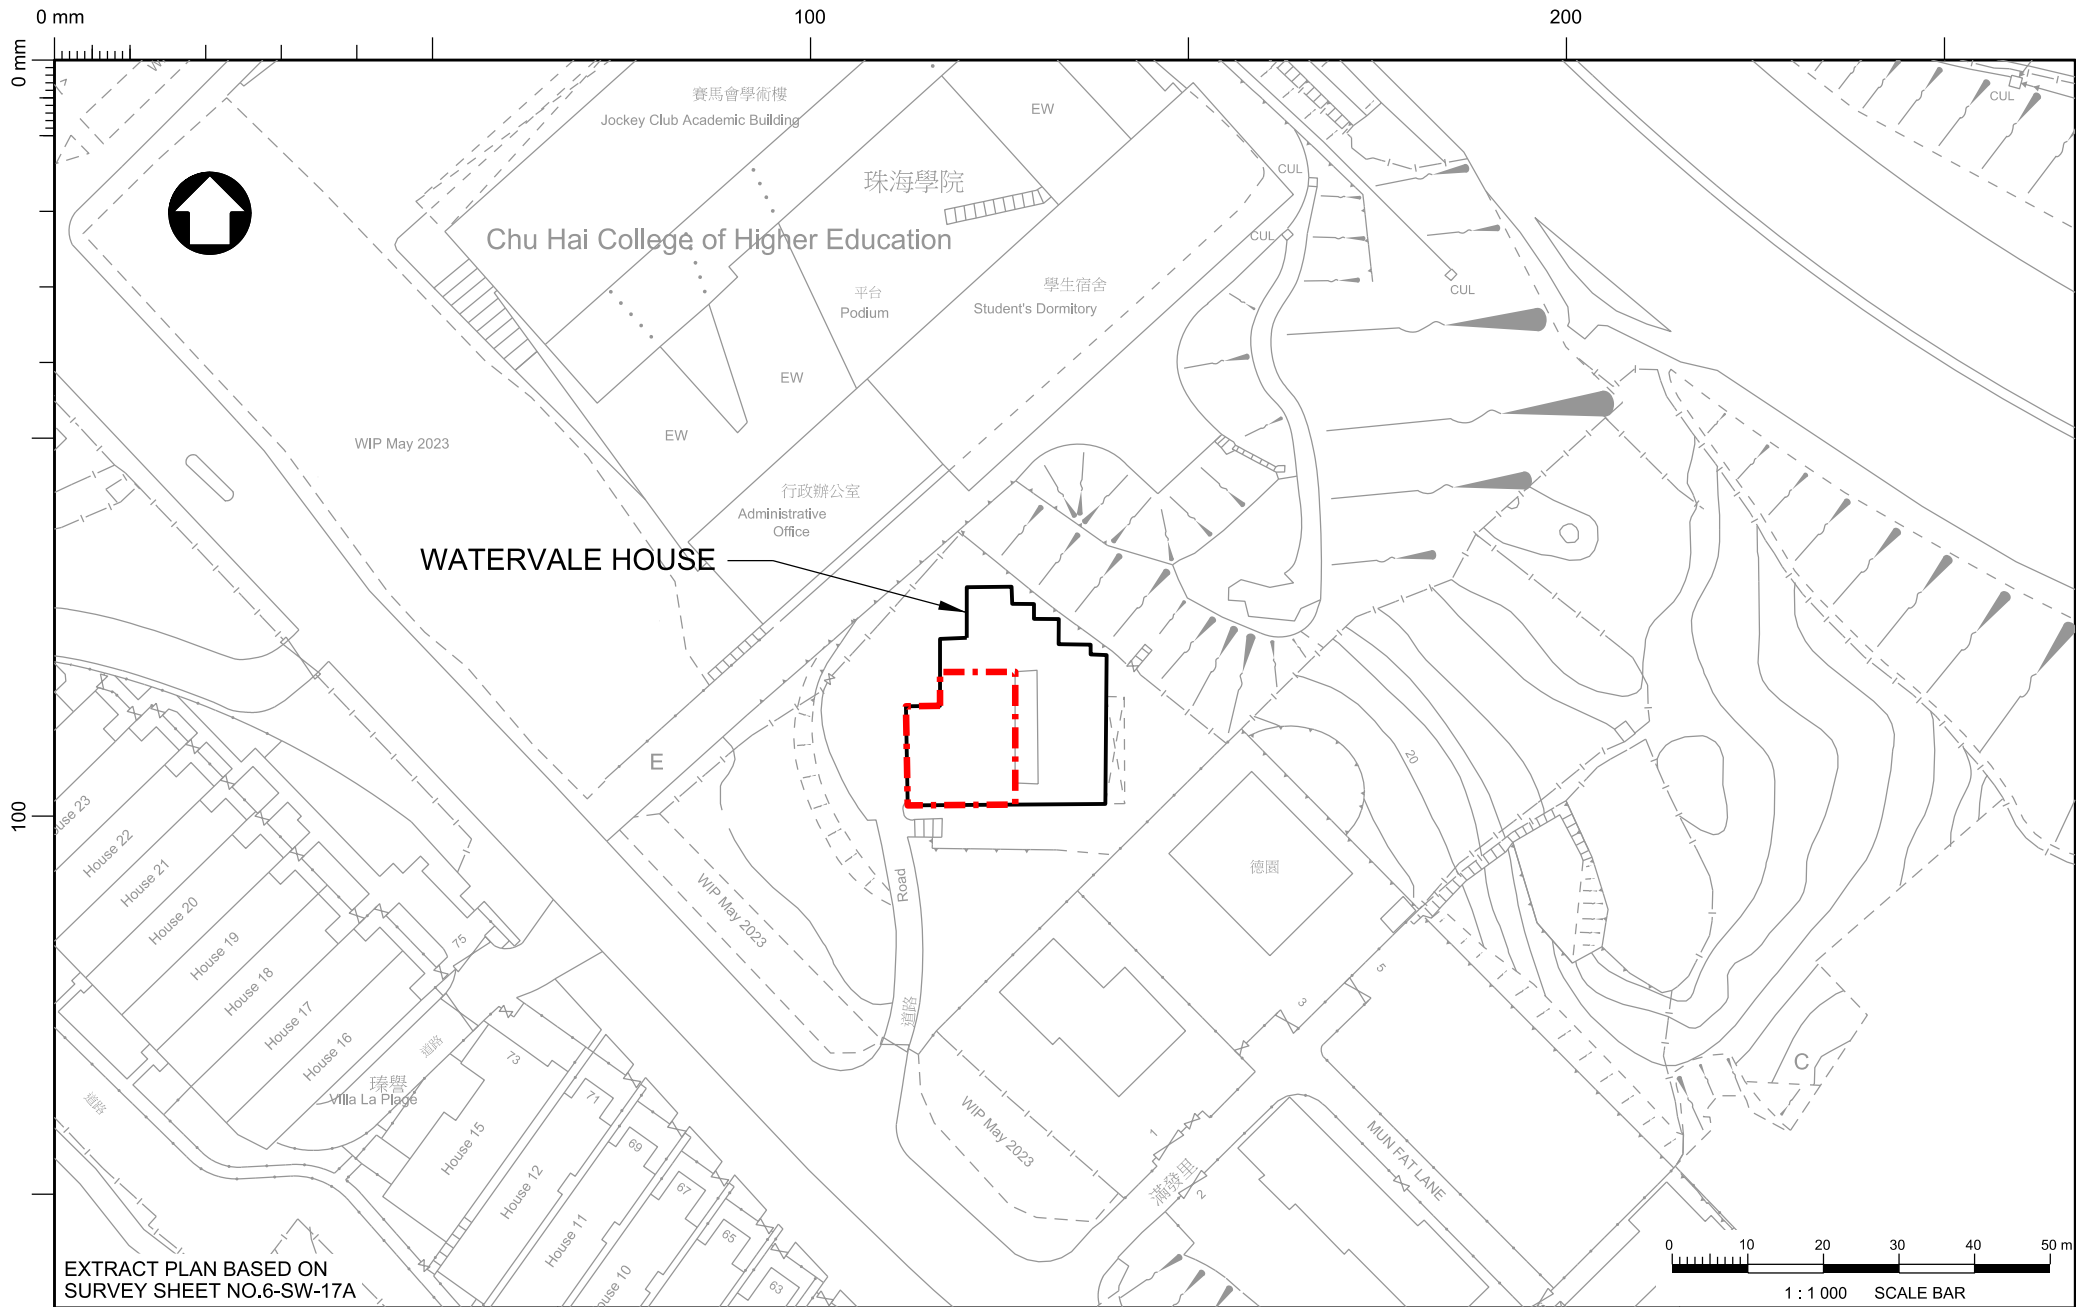 0 mm
100
200
0 mm
賽馬會學術樓
Jockey Club Academic Building
EW
CUL
珠海學院
CUL
Chu Hai College of Higher Education
CUL
學生宿舍
Student's Dormitory
CUL
平台
Podium
EW
EW
WIP May 2023
行政辦公室
Administrative
Office
WATERVALE HOUSE
E
20
100
House 23
House 22
House 21
House 20
House 19
House 18
House 17
House 16
75
WIP May 2023
Road
道路
德園
5
3
道路
73
瑧譽
Villa La Plage
道路
71
69
67
65
63
House 15
House 12
House 11
House 10
WIP May 2023
1
滿發里
2
MUN FAT LANE
C
EXTRACT PLAN BASED ON
SURVEY SHEET NO.6-SW-17A
0 10 20 30 40 50 m
1 : 1 000 SCALE BAR